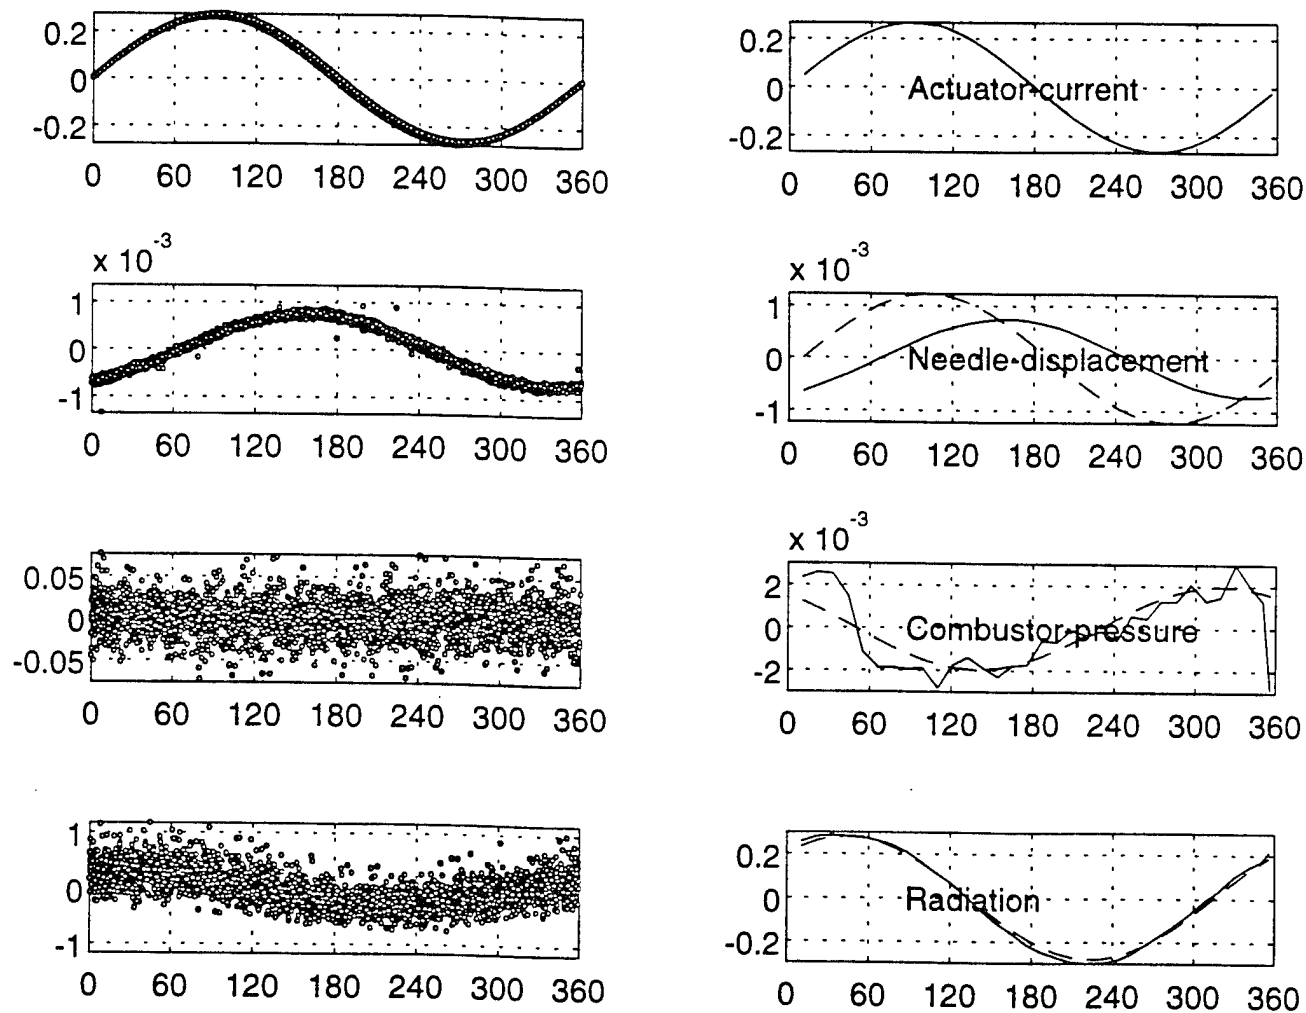 0.2
0
-0.2
0 60 120 180 240 300 360
0.2
0
-0.2
Actuator-current
0 60 120 180 240 300 360
x 10^-3
1
0
-1
0 60 120 180 240 300 360
x 10^-3
1
0
-1
Needle-displacement
0 60 120 180 240 300 360
0.05
0
-0.05
0 60 120 180 240 300 360
x 10^-3
2
0
-2
Combustor-pressure
0 60 120 180 240 300 360
1
0
-1
0 60 120 180 240 300 360
0.2
0
-0.2
Radiation
0 60 120 180 240 300 360